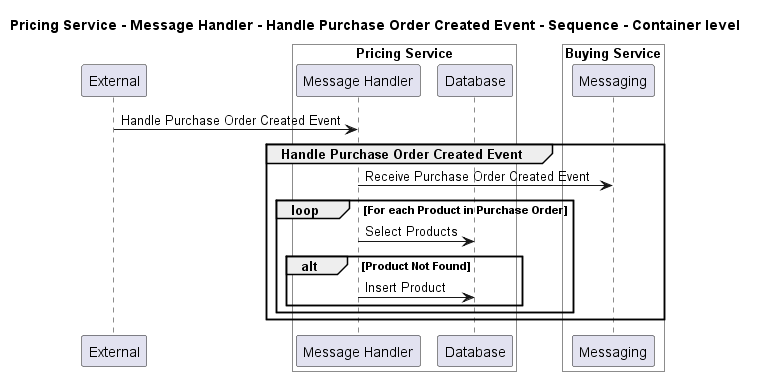 Pricing Service - Message Handler - Handle Purchase Order Created Event - Sequence - Container level
Pricing Service
Buying Service
External
Message Handler
Database
Messaging
Handle Purchase Order Created Event
Handle Purchase Order Created Event
Receive Purchase Order Created Event
loop [For each Product in Purchase Order]
Select Products
alt [Product Not Found]
Insert Product
External
Message Handler
Database
Messaging